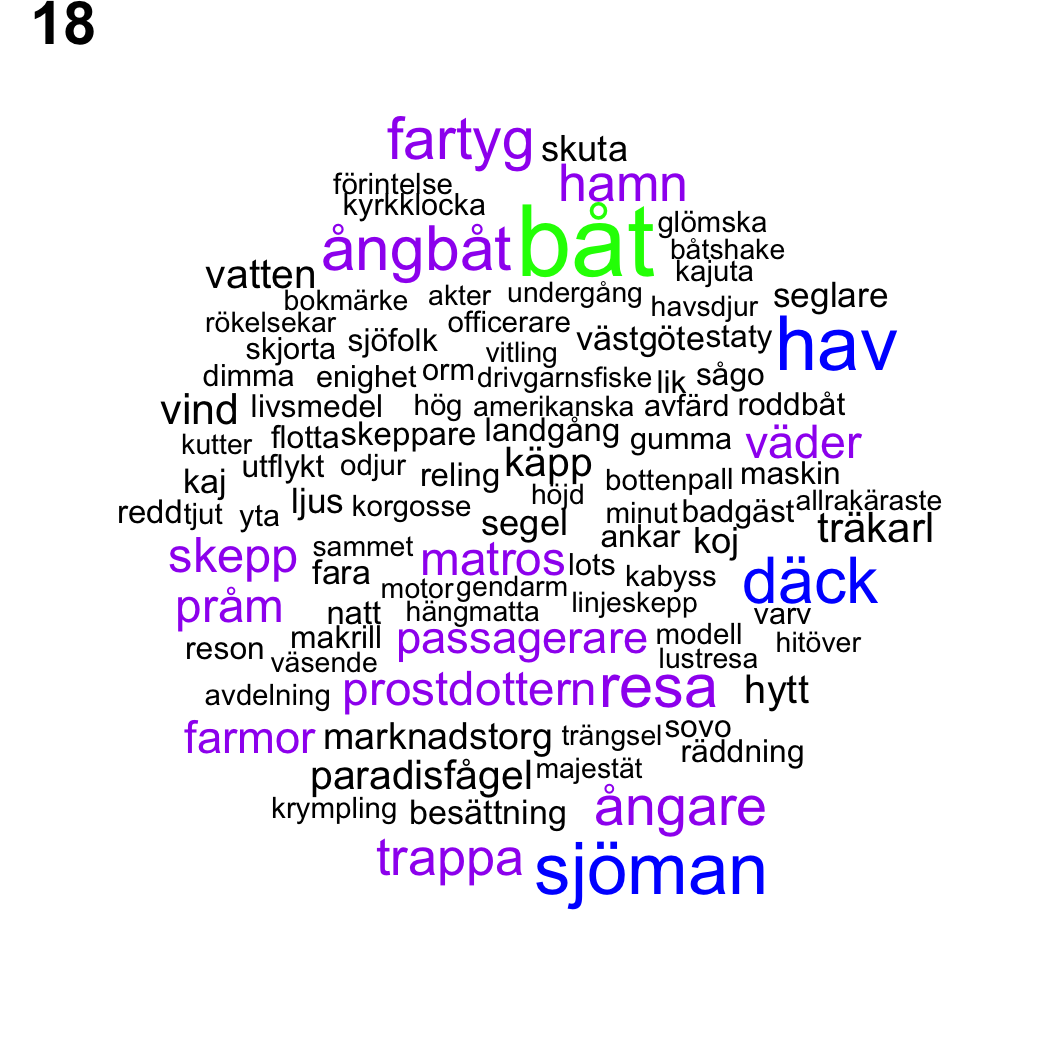 18
fartyg skuta
förintelse hamn
kyrkklocka
ångbåt båt glömska
båtshake
vatten kajuta
bokmärke akter undergång havsdjur seglare
rökelsekar officerare
skjorta sjöfolk vitling västgötestaty hav
dimma enighet orm drivgarnsfiske lik sågo
vind livsmedel hög amerikanska avfärd roddbåt
kutter flotta skeppare landgång gumma väder
kaj utflykt odjur reling käpp bottenpall maskin
reddtjut yta ljus korgosse höjd minut badgäst allrakäraste
segel ankar koj träkarl
skepp sammet matros lots kabyss däck
fara motor gendarm
pråm natt hängmatta linjeskepp varv
reson makrill passagerare modell hitöver
väsende lustresa
avdelning prostdottern resa hytt
farmor marknadstorg trängsel sovo
räddning
paradisfågel majestät
krympling besättning ångare
trappa sjöman